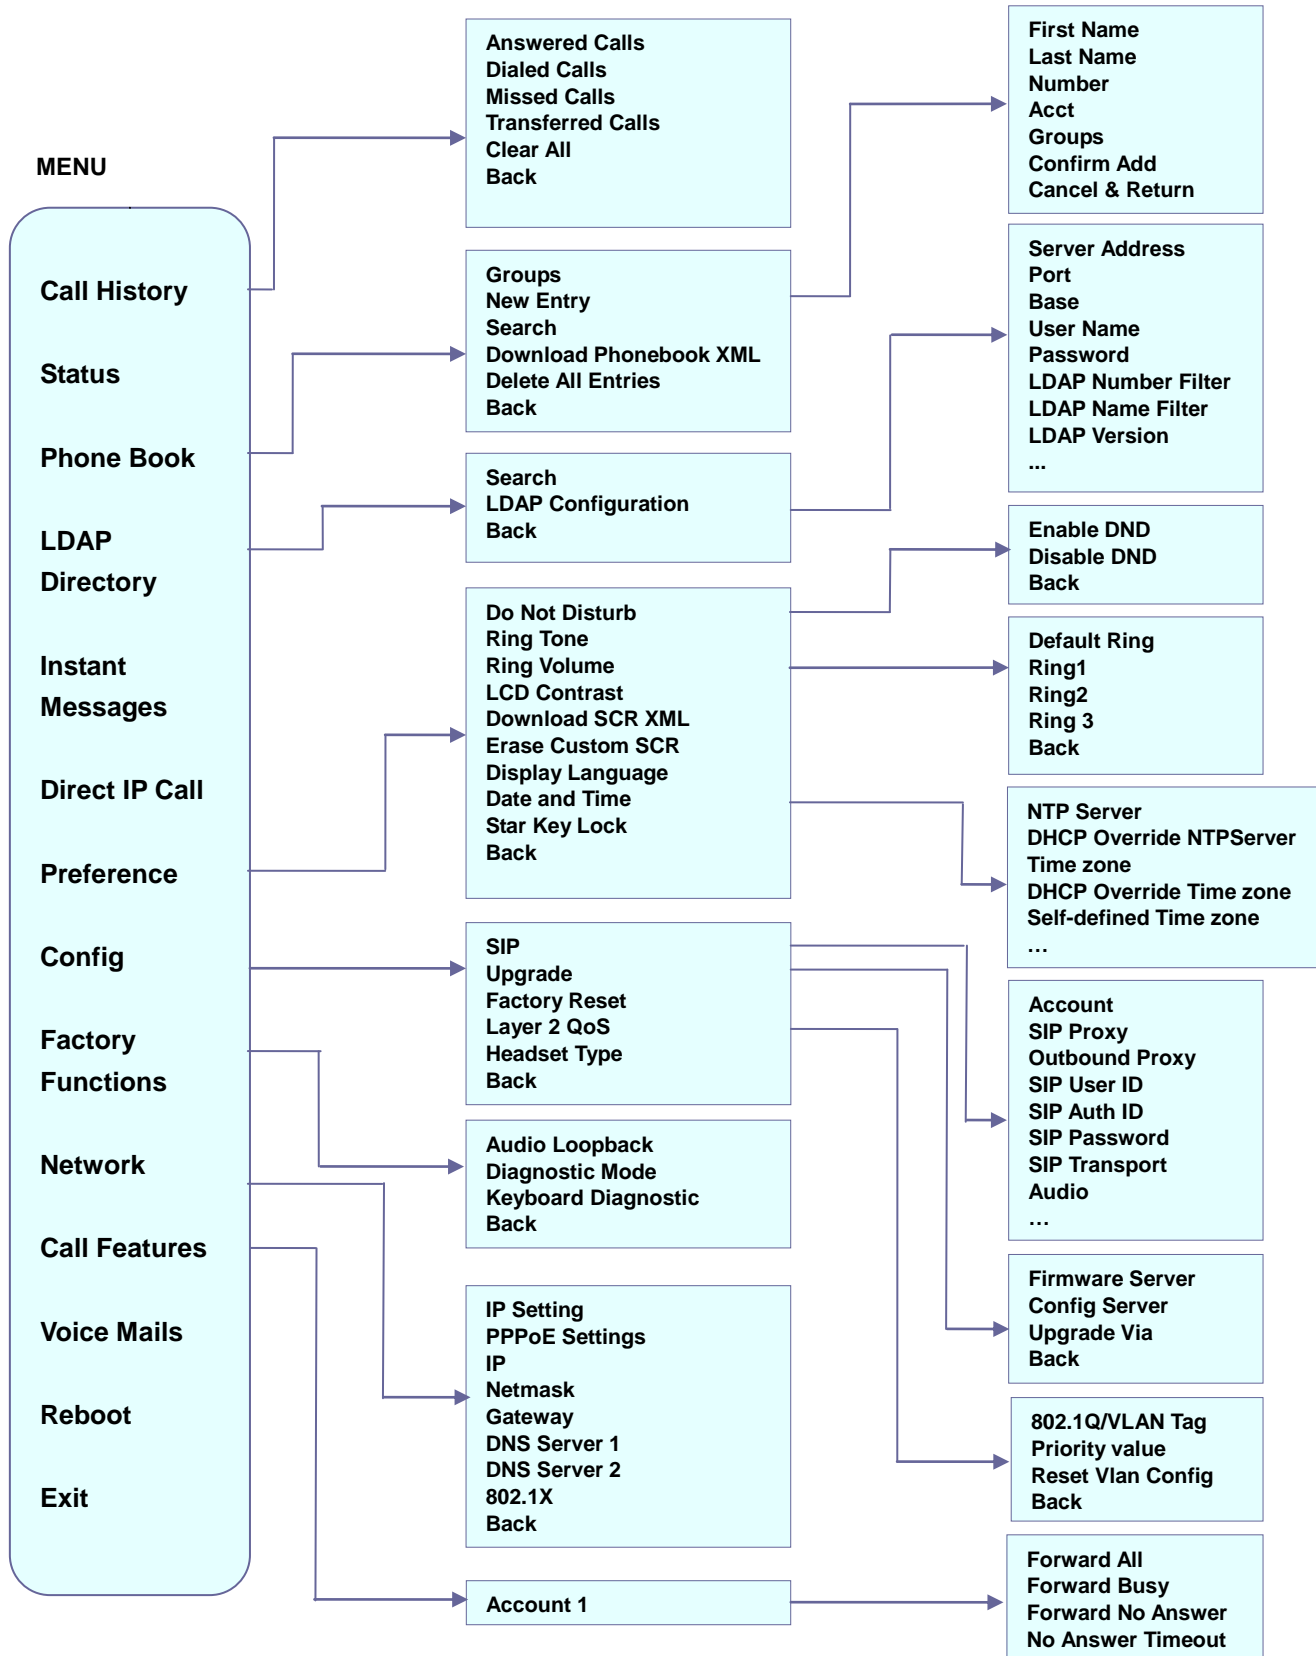 MENU
Call History
Status
Phone Book
LDAP
Directory
Instant
Messages
Direct IP Call
Preference
Config
Factory
Functions
Network
Call Features
Voice Mails
Reboot
Exit
Answered Calls
Dialed Calls
Missed Calls
Transferred Calls
Clear All
Back
Groups
New Entry
Search
Download Phonebook XML
Delete All Entries
Back
Search
LDAP Configuration
Back
Do Not Disturb
Ring Tone
Ring Volume
LCD Contrast
Download SCR XML
Erase Custom SCR
Display Language
Date and Time
Star Key Lock
Back
SIP
Upgrade
Factory Reset
Layer 2 QoS
Headset Type
Back
Audio Loopback
Diagnostic Mode
Keyboard Diagnostic
Back
IP Setting
PPPoE Settings
IP
Netmask
Gateway
DNS Server 1
DNS Server 2
802.1X
Back
Account 1
First Name
Last Name
Number
Acct
Groups
Confirm Add
Cancel & Return
Server Address
Port
Base
User Name
Password
LDAP Number Filter
LDAP Name Filter
LDAP Version
...
Enable DND
Disable DND
Back
Default Ring
Ring1
Ring2
Ring 3
Back
NTP Server
DHCP Override NTPServer
Time zone
DHCP Override Time zone
Self-defined Time zone
…
Account
SIP Proxy
Outbound Proxy
SIP User ID
SIP Auth ID
SIP Password
SIP Transport
Audio
…
Firmware Server
Config Server
Upgrade Via
Back
802.1Q/VLAN Tag
Priority value
Reset Vlan Config
Back
Forward All
Forward Busy
Forward No Answer
No Answer Timeout